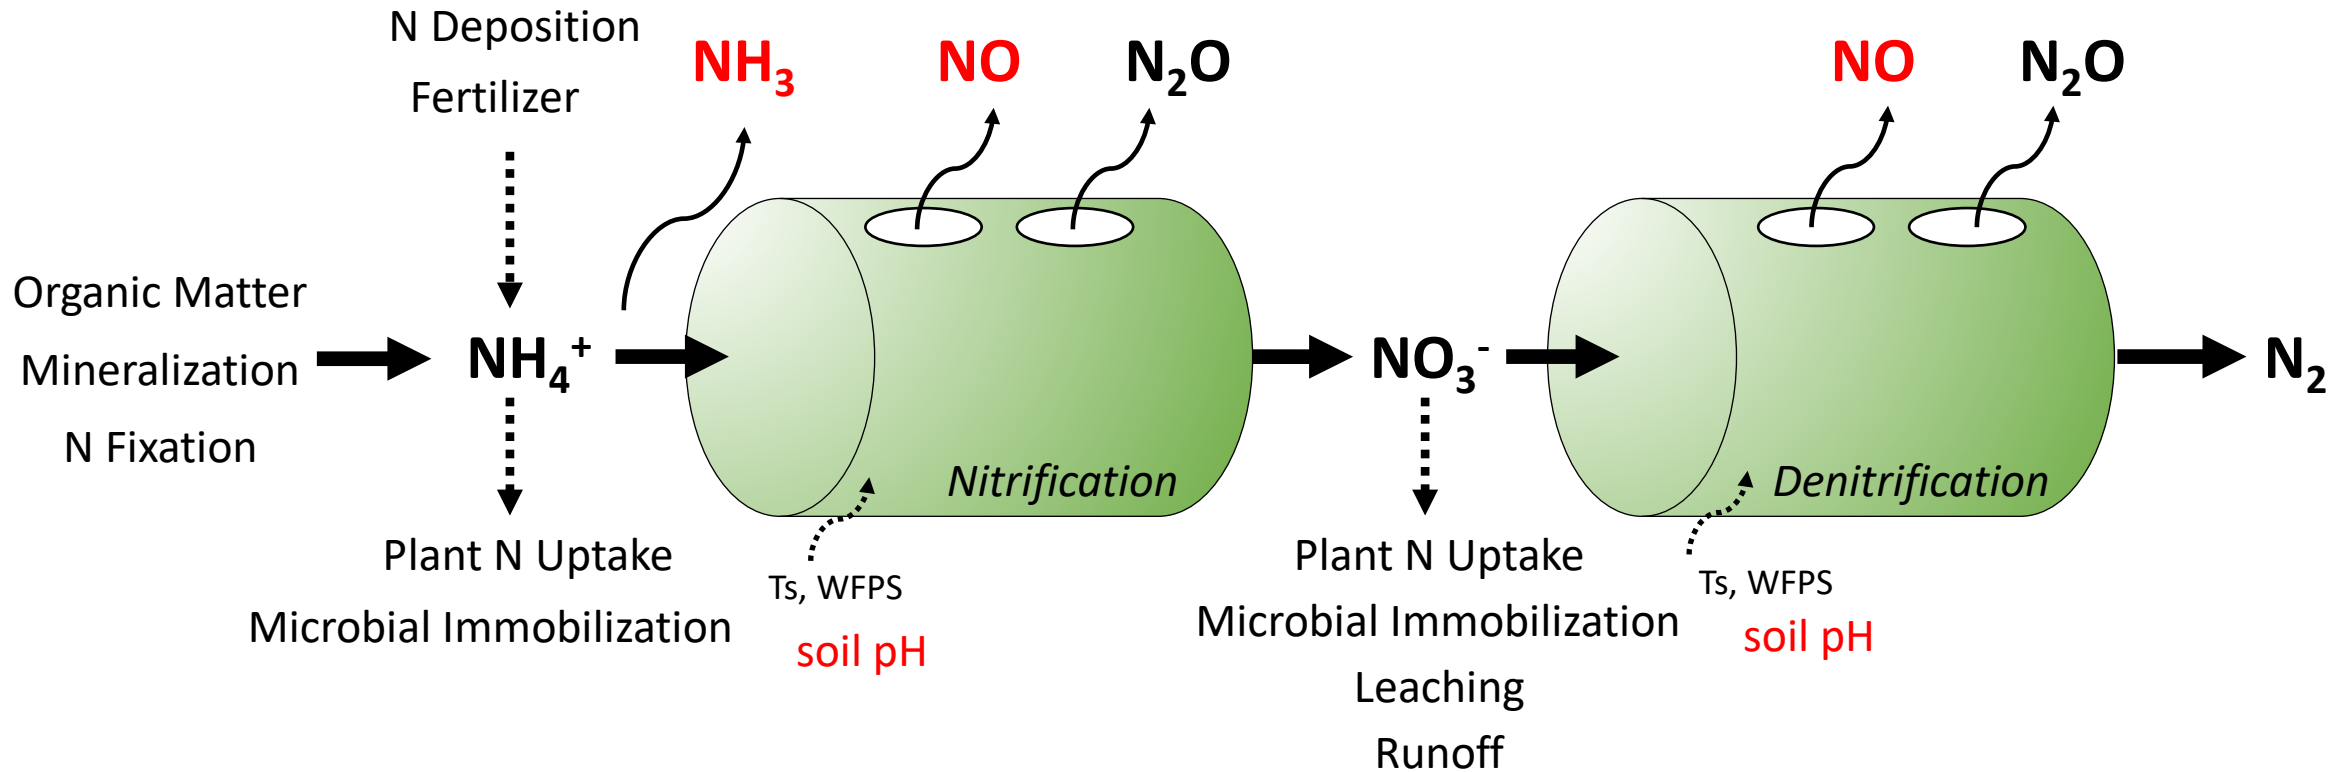 N Deposition
Fertilizer
NH₃
NO
N₂O
NO
N₂O
Organic Matter
Mineralization
N Fixation
NH₄⁺
NO₃⁻
N₂
Nitrification
Denitrification
Plant N Uptake
Microbial Immobilization
Ts, WFPS
soil pH
Plant N Uptake
Microbial Immobilization
Leaching
Runoff
Ts, WFPS
soil pH